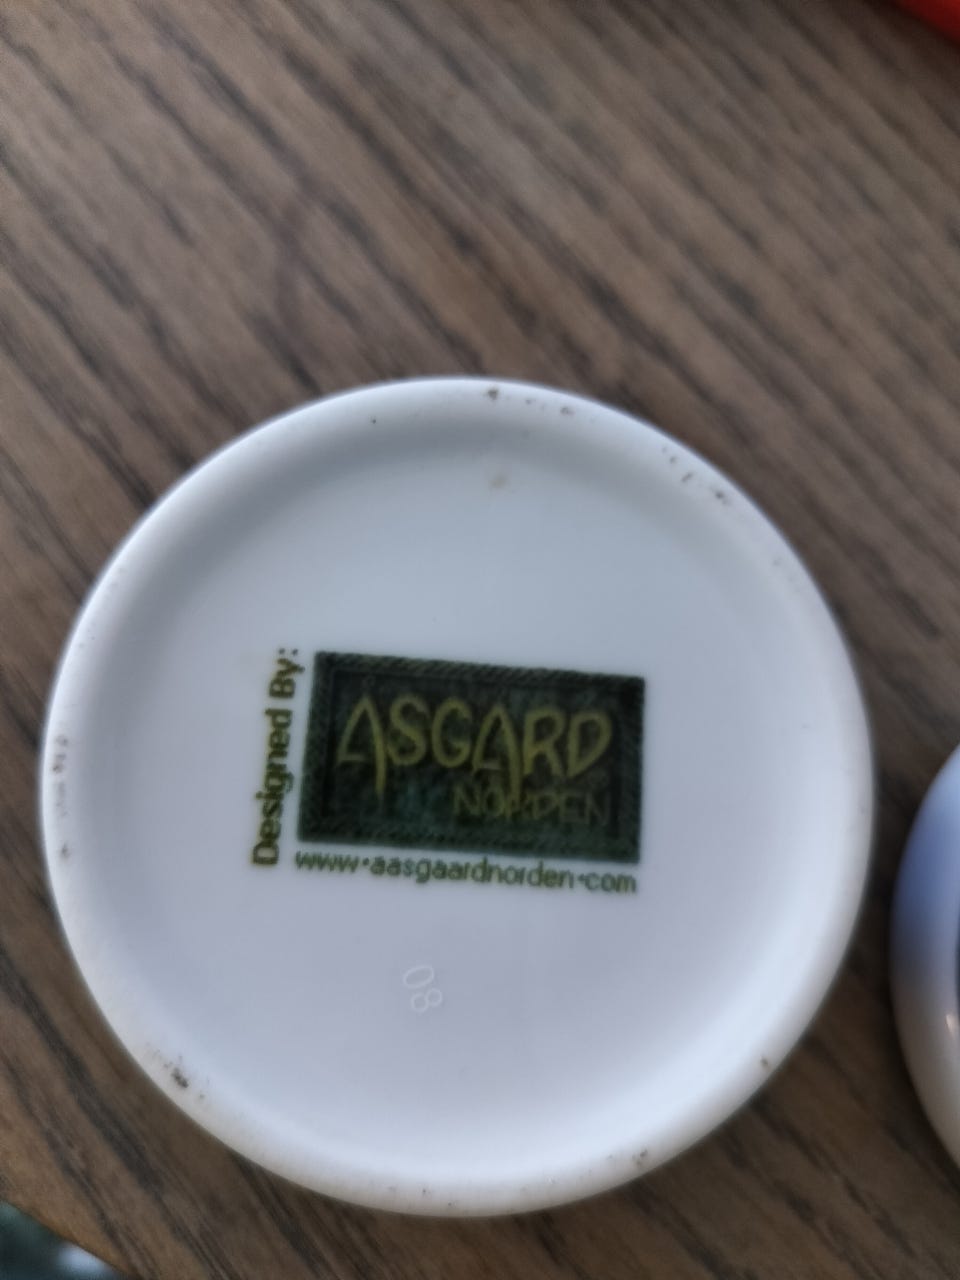 Designed By:
ASGARD
NORDEN
www.aasgaardnorden.com
08